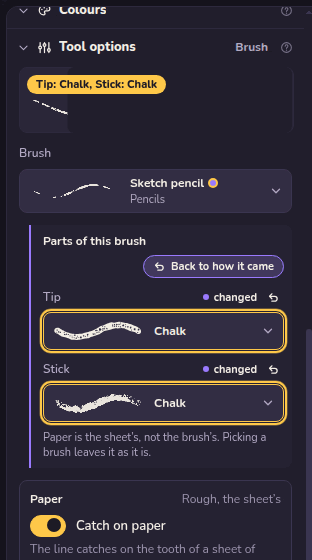 Colours
Tool options
Brush
Tip: Chalk, Stick: Chalk
Brush
Sketch pencil
Pencils
Parts of this brush
Back to how it came
Tip
changed
Chalk
Stick
changed
Chalk
Paper is the sheet's, not the brush's. Picking a
brush leaves it as it is.
Paper
Rough, the sheet's
Catch on paper
The line catches on the tooth of a sheet of